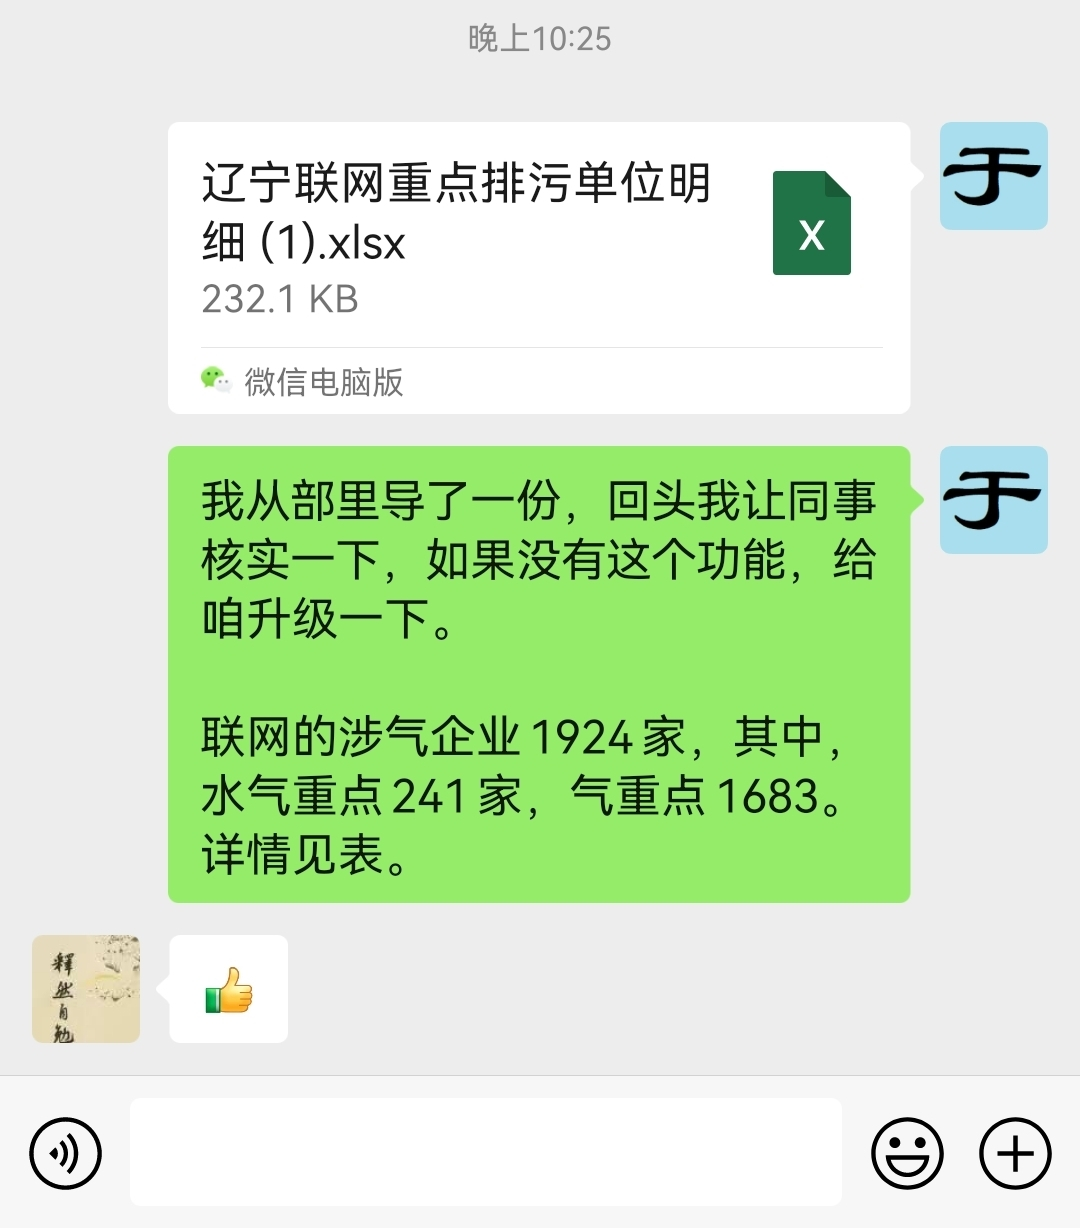 晚上10:25
辽宁联网重点排污单位明
细 (1).xlsx
232.1 KB
X
微信电脑版
于
我从部里导了一份，回头我让同事
核实一下，如果没有这个功能，给
咱升级一下。
联网的涉气企业1924家，其中，
水气重点241家，气重点1683。
详情见表。
于
释
然
自
勉